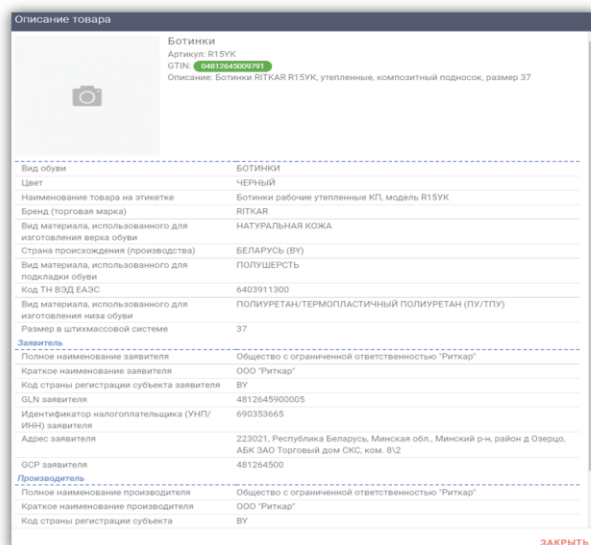 Описание товара
Ботинки
Артикул: R15УК
GTIN: 04812645009791
Описание: Ботинки RITKAR R15УК, утепленные, композитный подносок, размер 37
Вид обуви БОТИНКИ
Цвет ЧЕРНЫЙ
Наименование товара на этикетке Ботинки рабочие утепленные КП, модель R15УК
Бренд (торговая марка) RITKAR
Вид материала, использованного для НАТУРАЛЬНАЯ КОЖА
изготовления верха обуви
Страна происхождения (производства) БЕЛАРУСЬ (BY)
Вид материала, использованного для ПОЛУШЕРСТЬ
подкладки обуви
Код ТН ВЭД ЕАЭС 6403911300
Вид материала, использованного для ПОЛИУРЕТАН/ТЕРМОПЛАСТИЧНЫЙ ПОЛИУРЕТАН (ПУ/ТПУ)
изготовления низа обуви
Размер в штихмассовой системе 37
Заявитель
Полное наименование заявителя Общество с ограниченной ответственностью "Риткар"
Краткое наименование заявителя ООО "Риткар"
Код страны регистрации субъекта заявителя BY
GLN заявителя 4812645900005
Идентификатор налогоплательщика (УНП/ 690353665
ИНН) заявителя
Адрес заявителя 223021, Республика Беларусь, Минская обл., Минский р-н, район д Озерцо,
АБК ЗАО Торговый дом СКС, ком. 8\2
GCP заявителя 481264500
Производитель
Полное наименование производителя Общество с ограниченной ответственностью "Риткар"
Краткое наименование производителя ООО "Риткар"
Код страны регистрации субъекта BY
ЗАКРЫТЬ